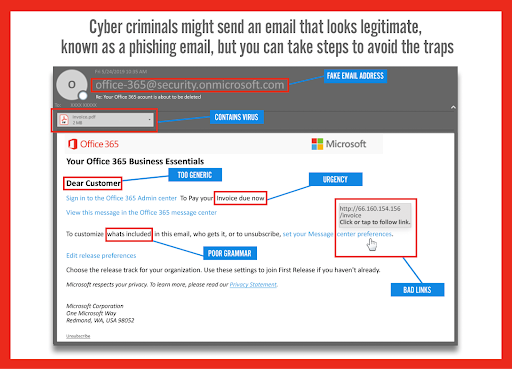 Cyber criminals might send an email that looks legitimate,
known as a phishing email, but you can take steps to avoid the traps
Fri 5/24/2019 10:35 AM
O
office-365@security.onmicrosoft.com
FAKE EMAIL ADDRESS
Re: Your Office 365 account is about to be deleted
To
invoice.pdf
2 MB
CONTAINS VIRUS
Office 365
Microsoft
Your Office 365 Business Essentials
Dear Customer
TOO GENERIC
URGENCY
Sign in to the Office 365 Admin center To Pay your Invoice due now
View this message in the Office 365 message center
http://66.160.154.156
/invoice
Click or tap to follow link.
To customize whats included in this email, who gets it, or to unsubscribe, set your Message center preferences.
POOR GRAMMAR
Edit release preferences
BAD LINKS
Choose the release track for your organization. Use these settings to join First Release if you haven't already.
Microsoft respects your privacy. To learn more, please read our Privacy Statement.
Microsoft Corporation
One Microsoft Way
Redmond, WA, USA 98052
Unsubscribe